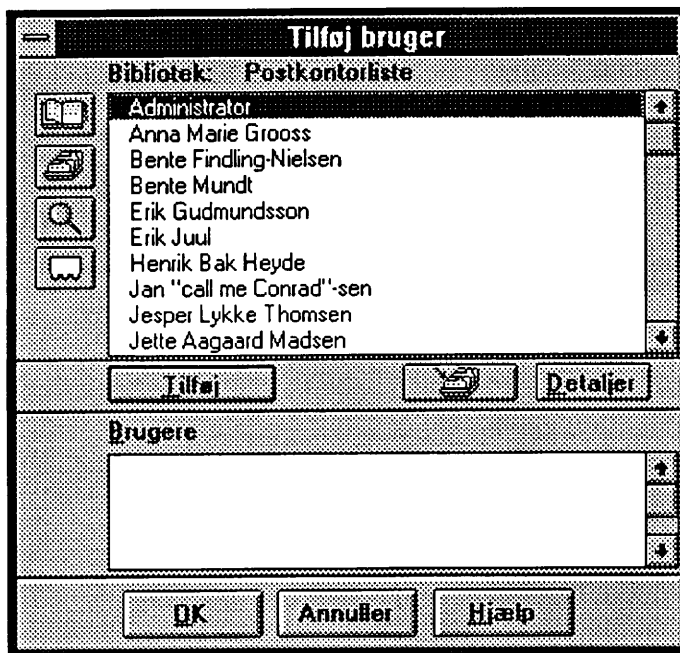 Tilføj bruger
Bibliotek: Postkontorliste
Administrator
Anna Marie Grooss
Bente Findling-Nielsen
Bente Mundt
Erik Gudmundsson
Erik Juul
Henrik Bak Heyde
Jan "call me Conrad"-sen
Jesper Lykke Thomsen
Jette Aagaard Madsen
Tilføj Detaljer
Brugere
OK Annuller Hjælp